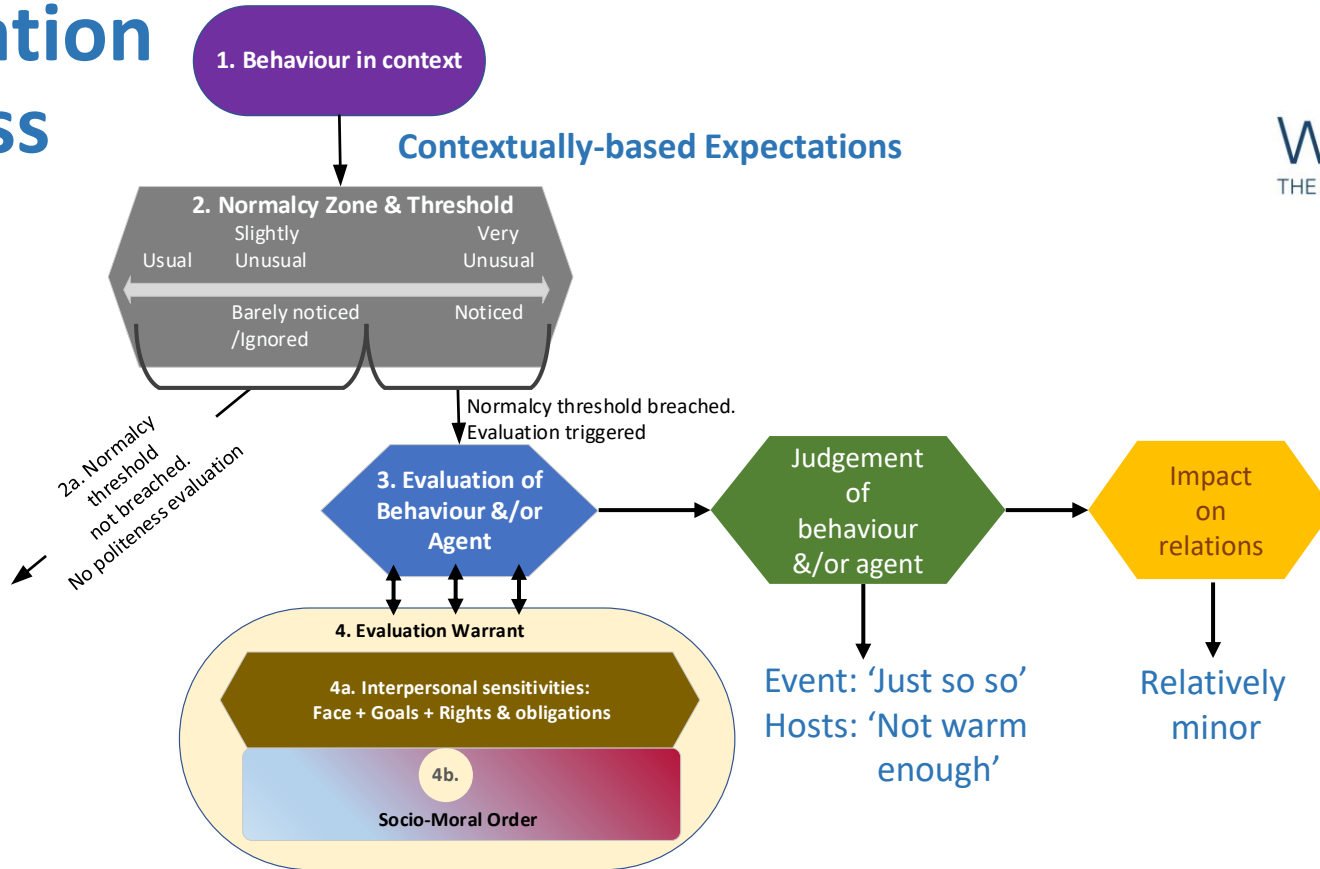 ation
ss
1. Behaviour in context
Contextually-based Expectations
W
THE
2. Normalcy Zone & Threshold
Slightly
Very
Usual
Unusual
Unusual
Barely noticed
Noticed
/Ignored
2a. Normalcy
threshold
not breached.
No politeness evaluation
Normalcy threshold breached.
Evaluation triggered
3. Evaluation of
Behaviour &/or
Agent
Judgement
of
behaviour
&/or agent
Impact
on
relations
4. Evaluation Warrant
4a. Interpersonal sensitivities:
Face + Goals + Rights & obligations
4b.
Socio-Moral Order
Event: ‘Just so so’
Hosts: ‘Not warm
enough’
Relatively
minor